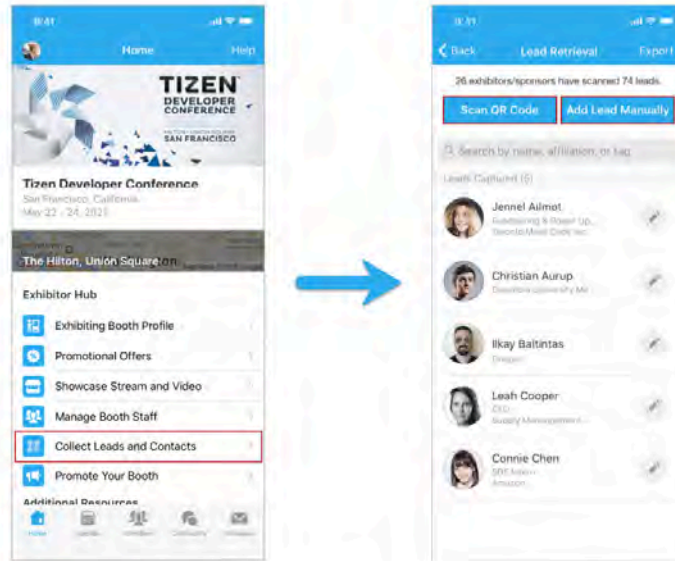 9:41
Home
Help
TIZEN
DEVELOPER
CONFERENCE
SAN FRANCISCO
Tizen Developer Conference
San Francisco, California
May 22 - 24, 2021
The Hilton, Union Square
Exhibitor Hub
Exhibiting Booth Profile
Promotional Offers
Showcase Stream and Video
Manage Booth Staff
Collect Leads and Contacts
Promote Your Booth
Additional Resources
Home
9:41
Back
Lead Retrieval
Export
26 exhibitors/sponsors have scanned 74 leads.
Scan QR Code
Add Lead Manually
Search by name, affiliation, or tag
Leads Captured (5)
Jennel Ailmot
Christian Aurup
Ilkay Baltintas
Leah Cooper
CEO
Supply Management
Connie Chen
Amazon